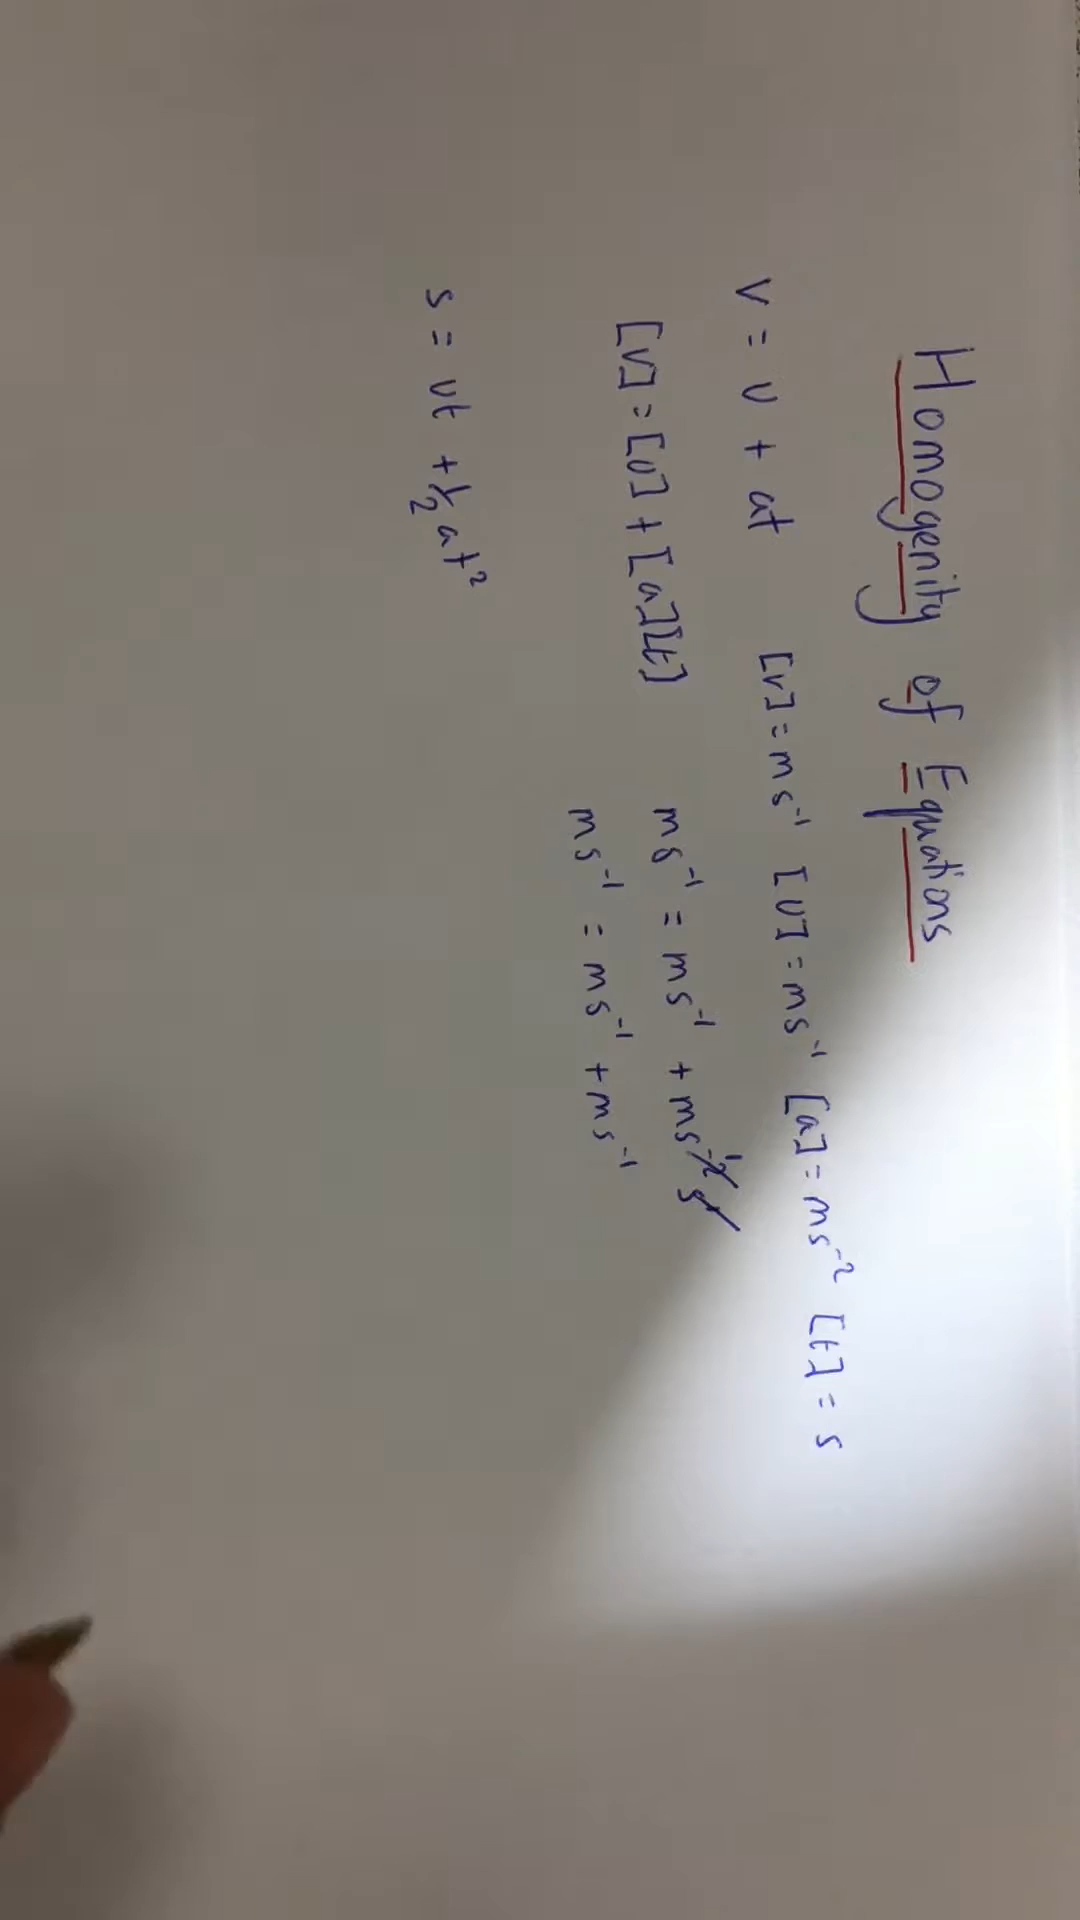 Homogenity of Equations
v = u + at [v] = ms⁻¹ [u] = ms⁻¹ [a] = ms⁻² [t] = s
[v] = [u] + [a][t] ms⁻¹ = ms⁻¹ + ms⁻²s
ms⁻¹ = ms⁻¹ + ms⁻¹
s = ut + ½at²